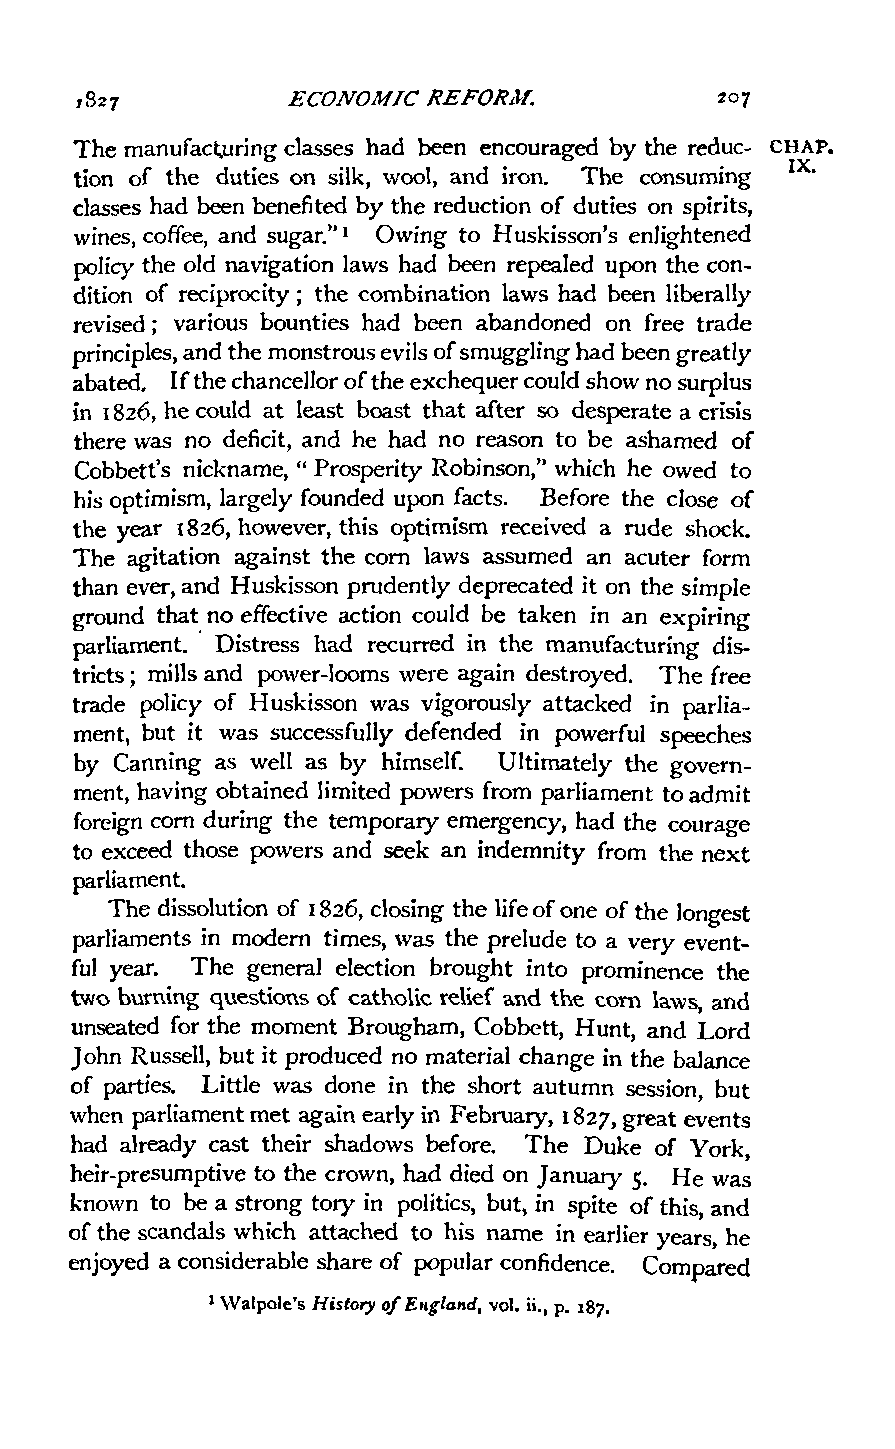 1827 ECONOMIC REFORM. 207
The manufacturing classes had been encouraged by the reduc- CHAP.
tion of the duties on silk, wool, and iron. The consuming IX.
classes had been benefited by the reduction of duties on spirits,
wines, coffee, and sugar." ¹ Owing to Huskisson's enlightened
policy the old navigation laws had been repealed upon the con-
dition of reciprocity ; the combination laws had been liberally
revised ; various bounties had been abandoned on free trade
principles, and the monstrous evils of smuggling had been greatly
abated. If the chancellor of the exchequer could show no surplus
in 1826, he could at least boast that after so desperate a crisis
there was no deficit, and he had no reason to be ashamed of
Cobbett's nickname, " Prosperity Robinson," which he owed to
his optimism, largely founded upon facts. Before the close of
the year 1826, however, this optimism received a rude shock.
The agitation against the corn laws assumed an acuter form
than ever, and Huskisson prudently deprecated it on the simple
ground that no effective action could be taken in an expiring
parliament. Distress had recurred in the manufacturing dis-
tricts ; mills and power-looms were again destroyed. The free
trade policy of Huskisson was vigorously attacked in parlia-
ment, but it was successfully defended in powerful speeches
by Canning as well as by himself. Ultimately the govern-
ment, having obtained limited powers from parliament to admit
foreign corn during the temporary emergency, had the courage
to exceed those powers and seek an indemnity from the next
parliament.
The dissolution of 1826, closing the life of one of the longest
parliaments in modern times, was the prelude to a very event-
ful year. The general election brought into prominence the
two burning questions of catholic relief and the corn laws, and
unseated for the moment Brougham, Cobbett, Hunt, and Lord
John Russell, but it produced no material change in the balance
of parties. Little was done in the short autumn session, but
when parliament met again early in February, 1827, great events
had already cast their shadows before. The Duke of York,
heir-presumptive to the crown, had died on January 5. He was
known to be a strong tory in politics, but, in spite of this, and
of the scandals which attached to his name in earlier years, he
enjoyed a considerable share of popular confidence. Compared
¹ Walpole's History of England, vol. ii., p. 187.